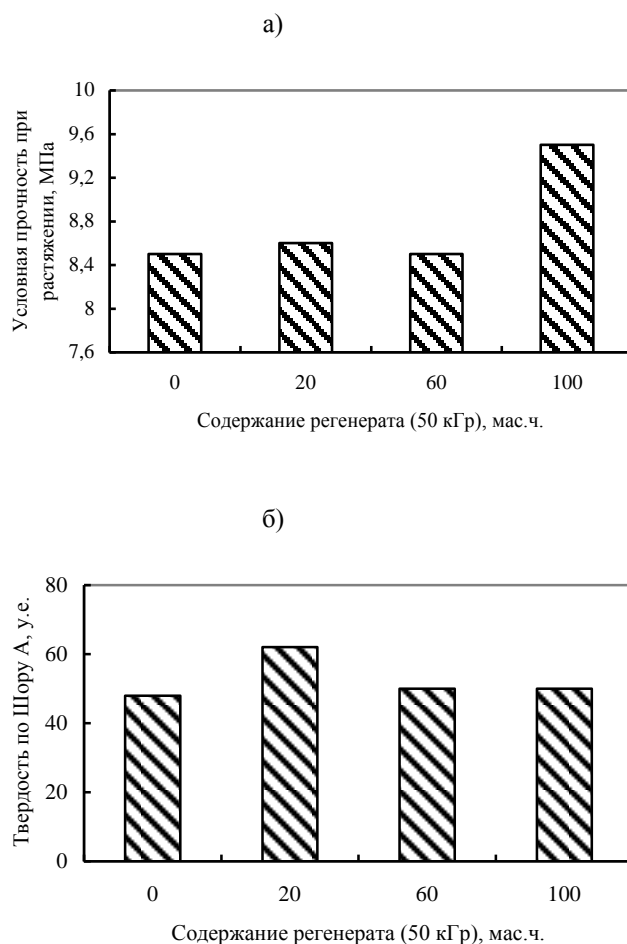 а)
Условная прочность при
растяжении, МПа
10
9,6
9,2
8,8
8,4
8
7,6
0 20 60 100
Содержание регенерата (50 кГр), мас.ч.
б)
Твердость по Шору А, у.е.
80
60
40
20
0
0 20 60 100
Содержание регенерата (50 кГр), мас.ч.